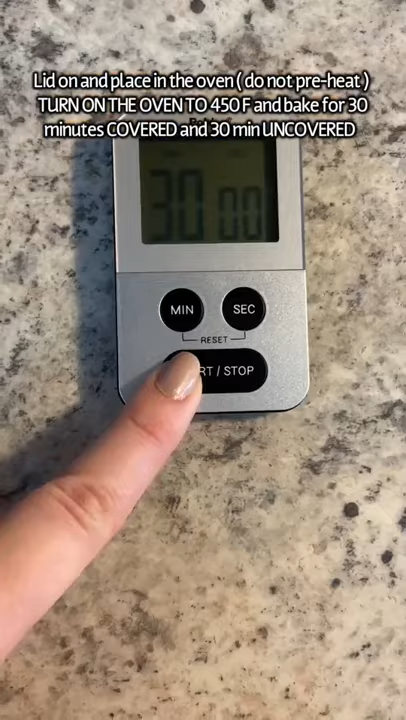 Lid on and place in the oven ( do not pre-heat )
TURN ON THE OVEN TO 450 F and bake for 30
minutes COVERED and 30 min UNCOVERED
30 00
MIN SEC
RESET
RT / STOP